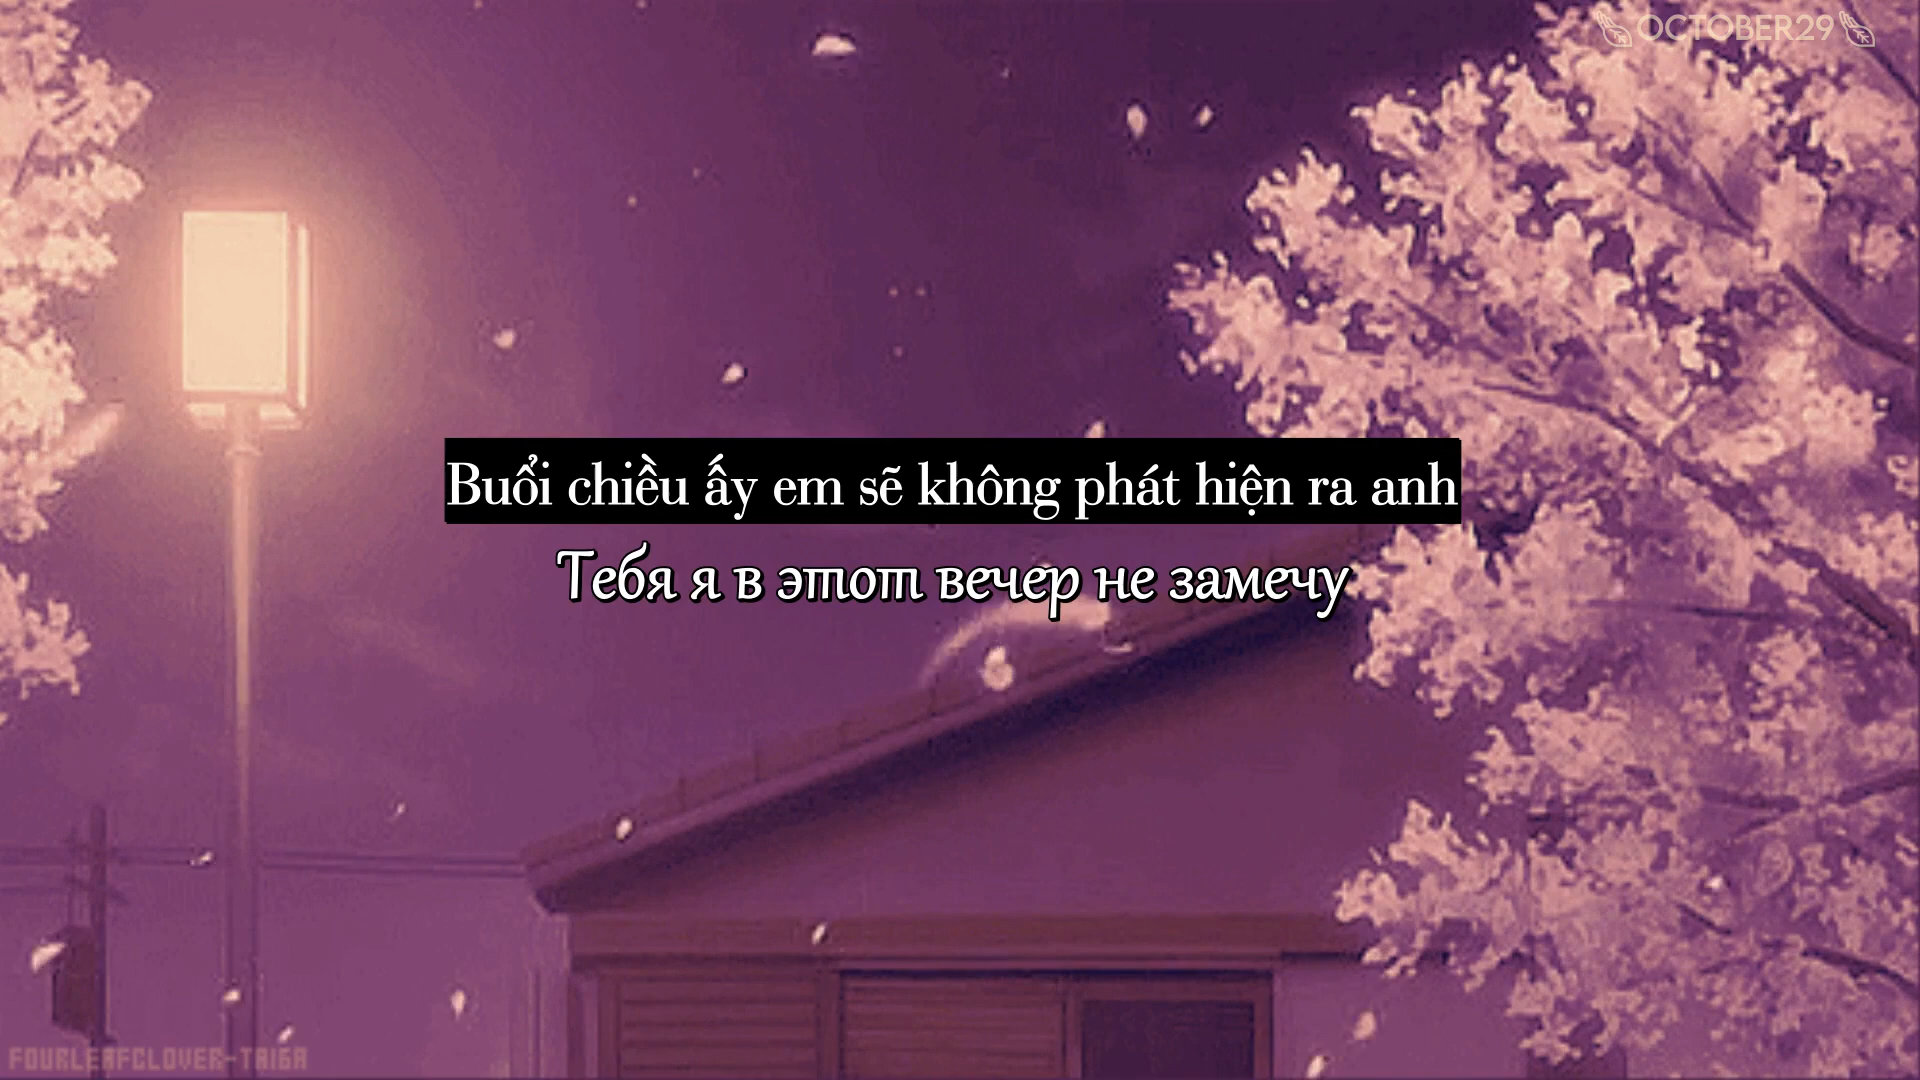 OCTOBER29
Buổi chiều ấy em sẽ không phát hiện ra anh
Тебя я в этот вечер не замечу
FOURLEAFCLOVER-TAIGA